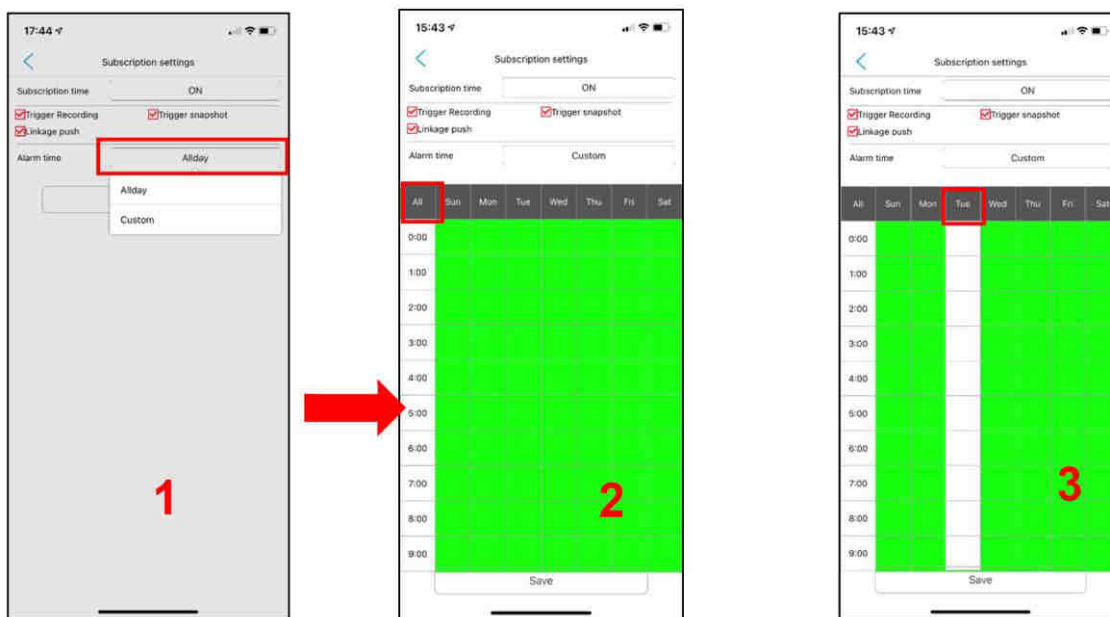 17:44
Subscription settings
Subscription time ON
Trigger Recording Trigger snapshot
Linkage push
Alarm time Allday
Allday
Custom
1
15:43
Subscription settings
Subscription time ON
Trigger Recording Trigger snapshot
Linkage push
Alarm time Custom
All Sun Mon Tue Wed Thu Fri Sat
0:00
1:00
2:00
3:00
4:00
5:00
6:00
7:00
8:00
9:00
Save
2
15:43
Subscription settings
Subscription time ON
Trigger Recording Trigger snapshot
Linkage push
Alarm time Custom
All Sun Mon Tue Wed Thu Fri Sat
0:00
1:00
2:00
3:00
4:00
5:00
6:00
7:00
8:00
9:00
Save
3